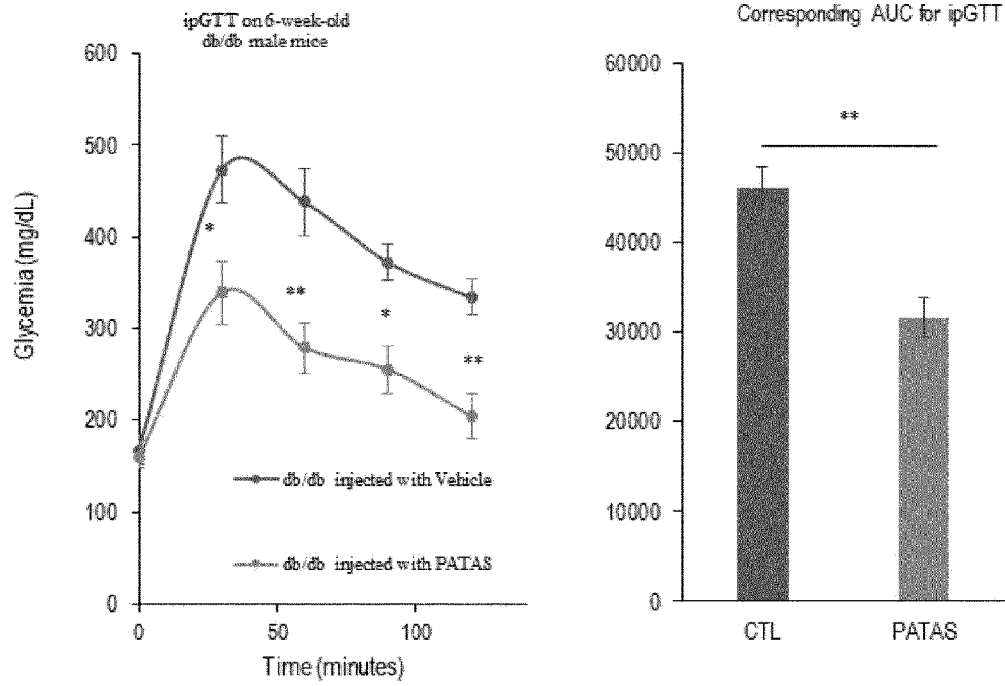 ipGTT on 6-week-old
db/db male mice
600
500
400
300
200
100
0
Glycemia (mg/dL)
*
**
*
**
db/db injected with Vehicle
db/db injected with PATAS
0
50
100
Time (minutes)
Corresponding AUC for ipGTT
60000
50000
40000
30000
20000
10000
0
**
CTL
PATAS